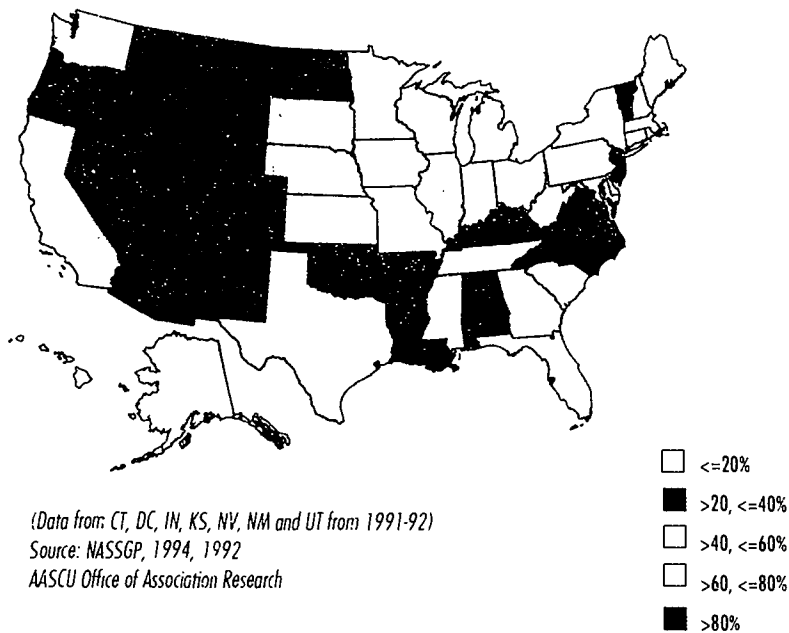 (Data from CT, DC, IN, KS, NV, NM and UT from 1991-92)
Source: NASSGP, 1994, 1992
AASCU Office of Association Research
<=20%
>20, <=40%
>40, <=60%
>60, <=80%
>80%